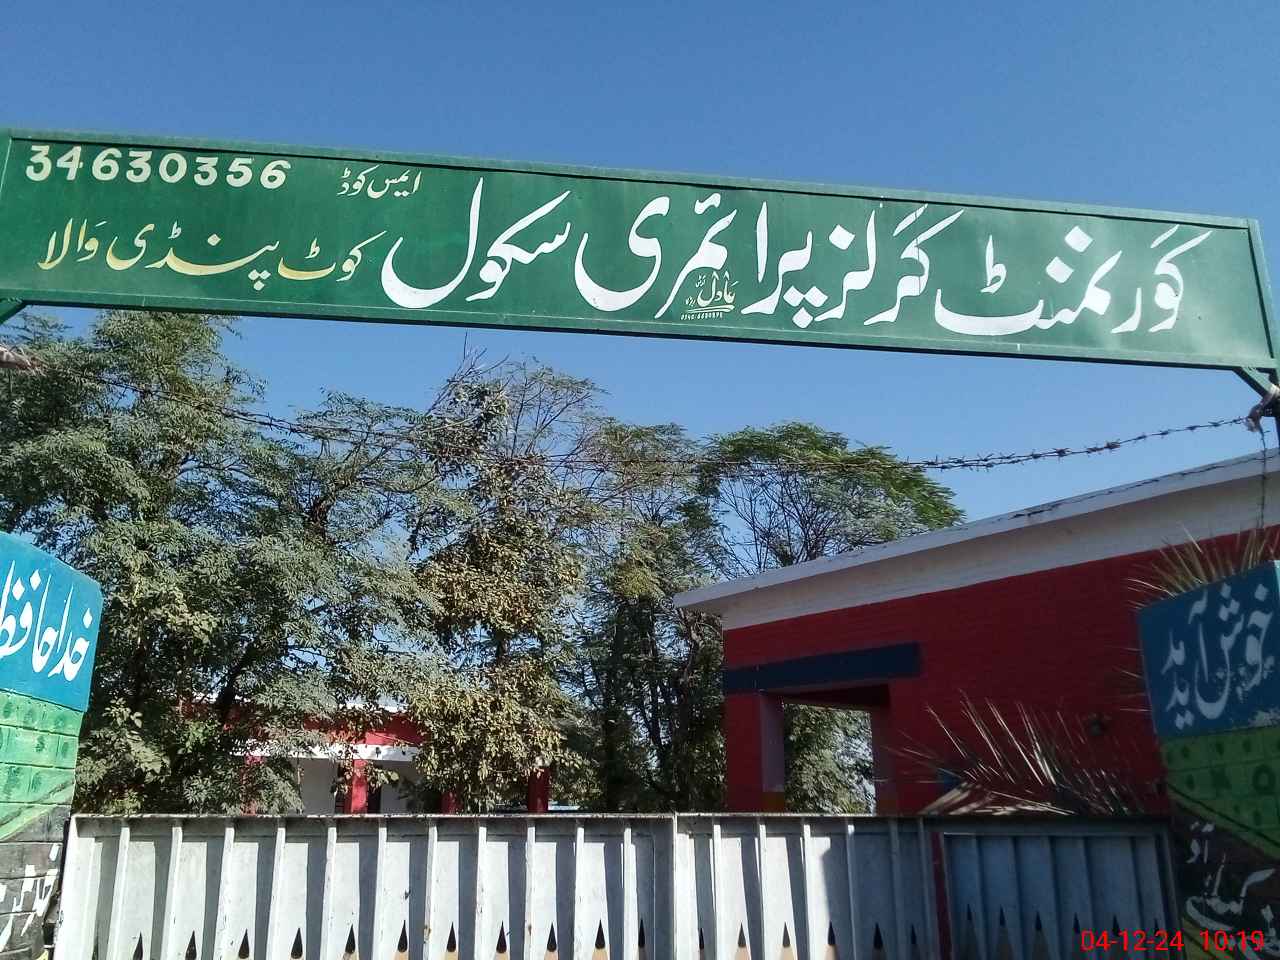 گورنمنٹ گرلز پرائمری سکول
ایمس کوڈ 34630356
کوٹ پنڈی والا
عادل
خوش آمدید
خدا حافظ
04-12-24 10:19